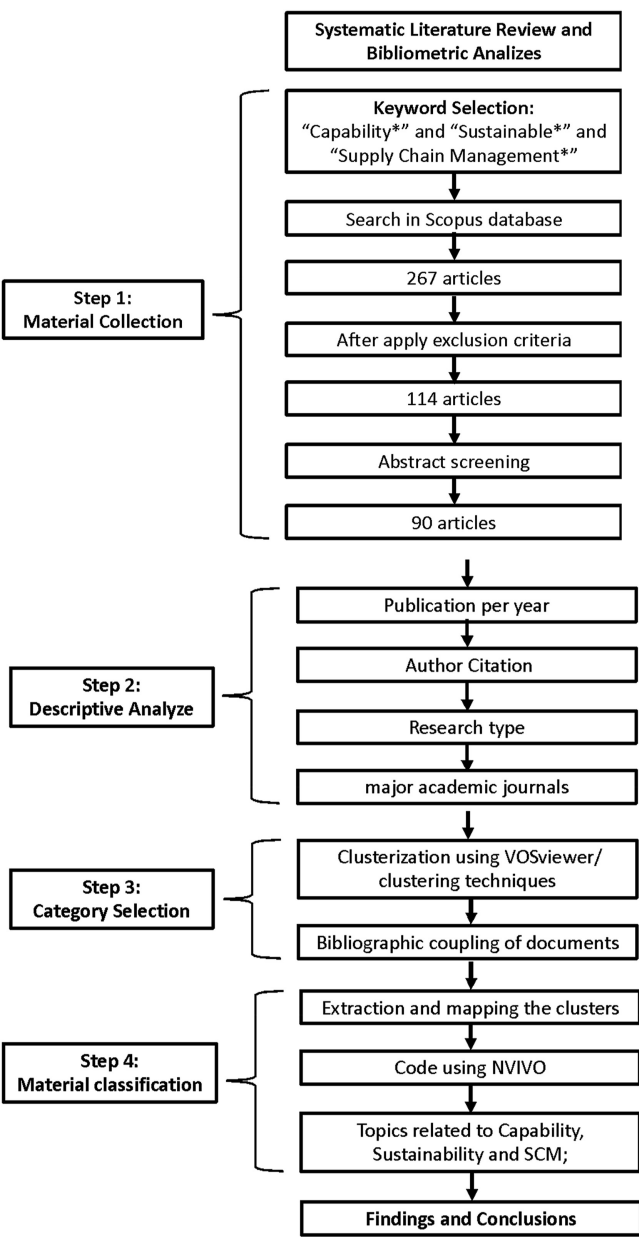 Systematic Literature Review and
Bibliometric Analizes
Keyword Selection:
“Capability*” and “Sustainable*” and
“Supply Chain Management*”
Search in Scopus database
267 articles
Step 1:
Material Collection
After apply exclusion criteria
114 articles
Abstract screening
90 articles
Publication per year
Author Citation
Step 2:
Descriptive Analyze
Research type
major academic journals
Clusterization using VOSviewer/
clustering techniques
Step 3:
Category Selection
Bibliographic coupling of documents
Extraction and mapping the clusters
Step 4:
Material classification
Code using NVIVO
Topics related to Capability,
Sustainability and SCM;
Findings and Conclusions